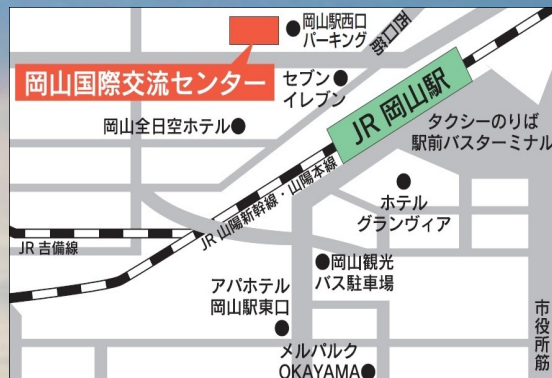 岡山駅西口
パーキング
西口筋
岡山国際交流センター
セブン
イレブン
JR 岡山駅
岡山全日空ホテル
タクシーのりば
駅前バスターミナル
ホテル
グランヴィア
JR 山陽新幹線・山陽本線
JR 吉備線
岡山観光
バス駐車場
アパホテル
岡山駅東口
市役所筋
メルパルク
OKAYAMA